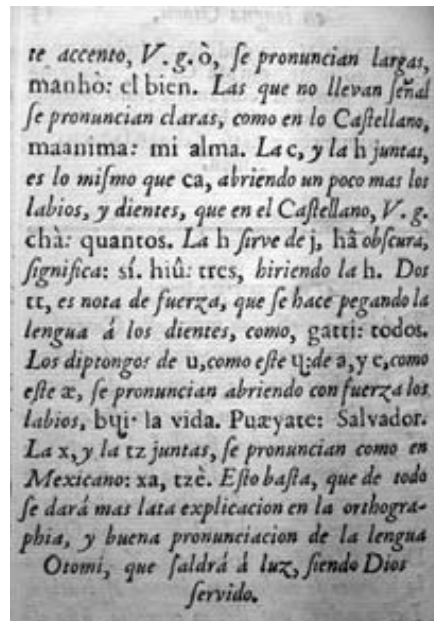 te accento, V. g. ò, ſe pronuncian largas,
manhò: el bien. Las que no llevan ſeñal
ſe pronuncian claras, como en lo Caſtellano,
maanima: mi alma. La c, y la h juntas,
es lo miſmo que ca, abriendo un poco mas los
labios, y dientes, que en el Caſtellano, V. g.
chà: quantos. La h ſirve de j, hâ obſcura,
ſignifica: sí. hiû: tres, hiriendo la h. Dos
tt, es nota de fuerza, que ſe hace pegando la
lengua á los dientes, como, gatti: todos.
Los diptongos de u, como eſte ʯ: de a, y e, como
eſte æ, ſe pronuncian abriendo con fuerza los
labios, bʯi: la vida. Puæyate: Salvador.
La x, y la tz juntas, ſe pronuncian como en
Mexicano: xa, tzè. Eſto baſta, que de todo
ſe dará mas lata explicacion en la orthogra-
phia, y buena pronunciacion de la lengua
Otomí, que ſaldrá á luz, ſiendo Dios
ſervido.